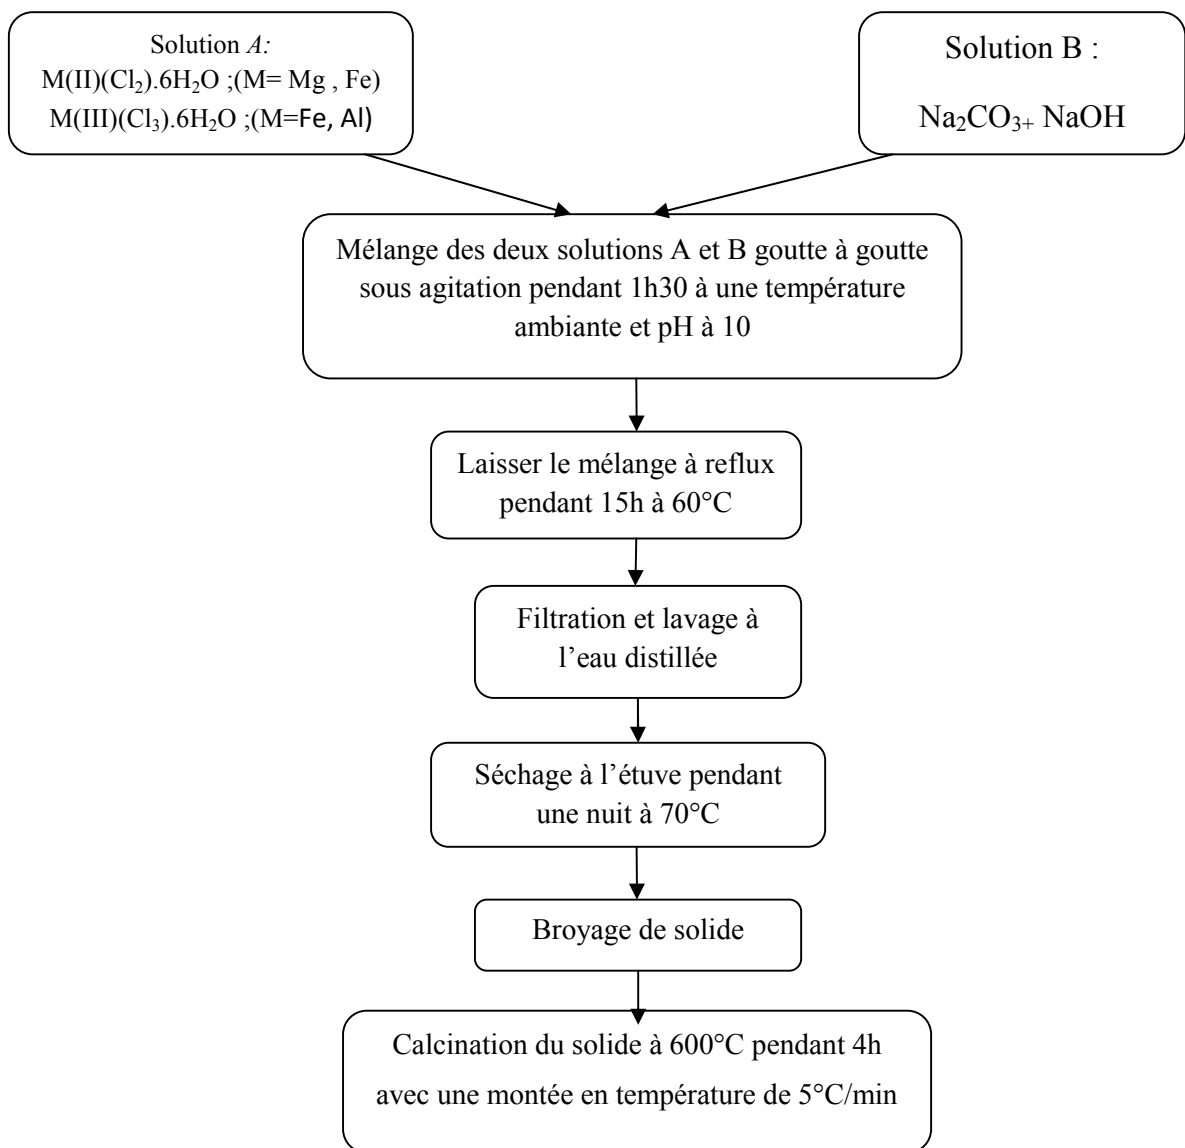 Solution A:
M(II)(Cl₂).6H₂O ;(M= Mg , Fe)
M(III)(Cl₃).6H₂O ;(M=Fe, Al)
Solution B :
Na₂CO₃₊ NaOH
Mélange des deux solutions A et B goutte à goutte
sous agitation pendant 1h30 à une température
ambiante et pH à 10
Laisser le mélange à reflux
pendant 15h à 60°C
Filtration et lavage à
l’eau distillée
Séchage à l’étuve pendant
une nuit à 70°C
Broyage de solide
Calcination du solide à 600°C pendant 4h
avec une montée en température de 5°C/min